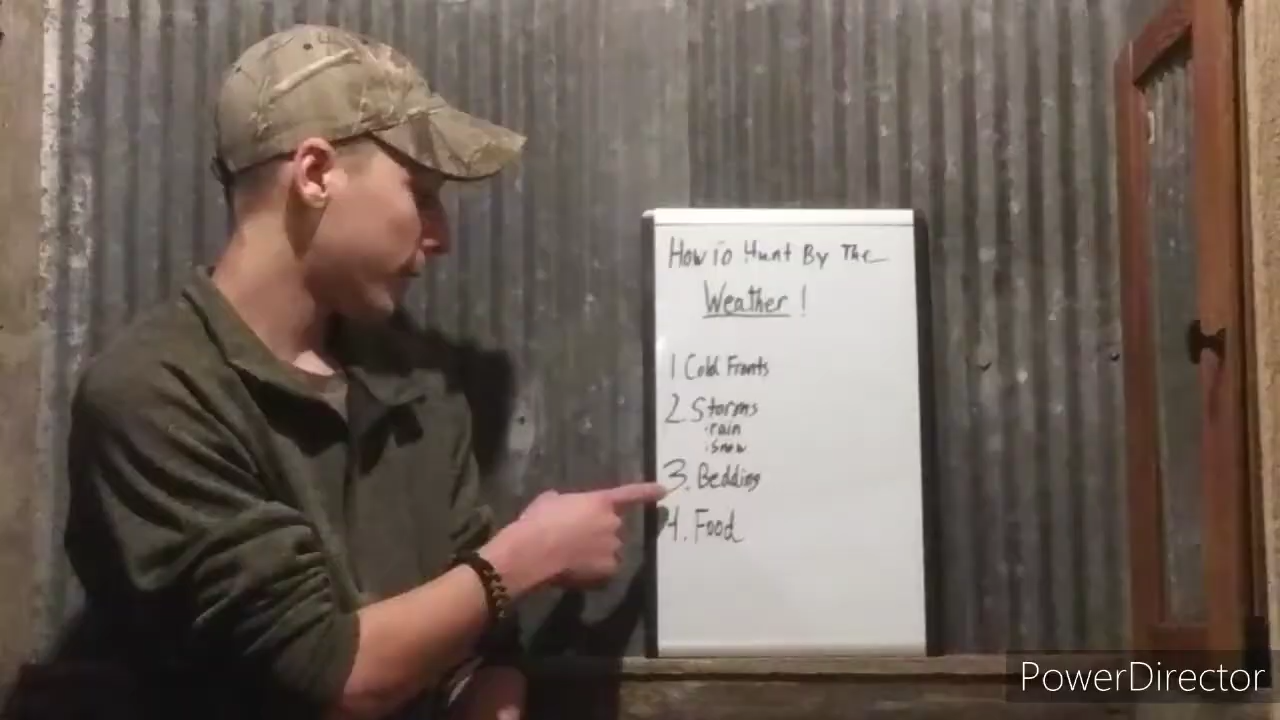 How To Hunt By The
Weather!
1 Cold Fronts
2. Storms
· rain
· snow
3. Bedding
4. Food
PowerDirector